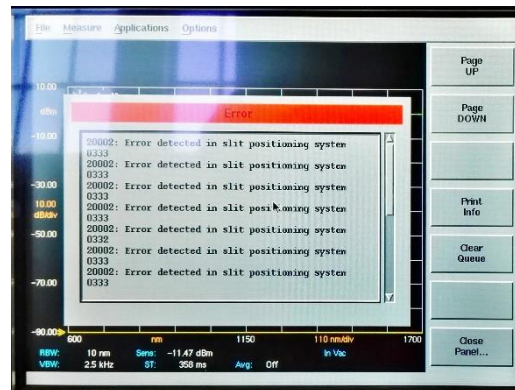 File Measure Applications Options
Page
UP
10.00
dBm
Error
Page
DOWN
-10.00
20002: Error detected in slit positioning system
0333
20002: Error detected in slit positioning system
0333
20002: Error detected in slit positioning system
0333
20002: Error detected in slit positioning system
0333
20002: Error detected in slit positioning system
0332
20002: Error detected in slit positioning system
0333
20002: Error detected in slit positioning system
0333
-30.00
10.00
dB/div
-50.00
-70.00
-90.00
Print
Info
Clear
Queue
Close
Panel...
600 nm 1150 110 nm/div 1700
RBW: 10 nm Sens: -11.47 dBm In Vac
VBW: 2.5 kHz ST: 358 ms Avg: Off